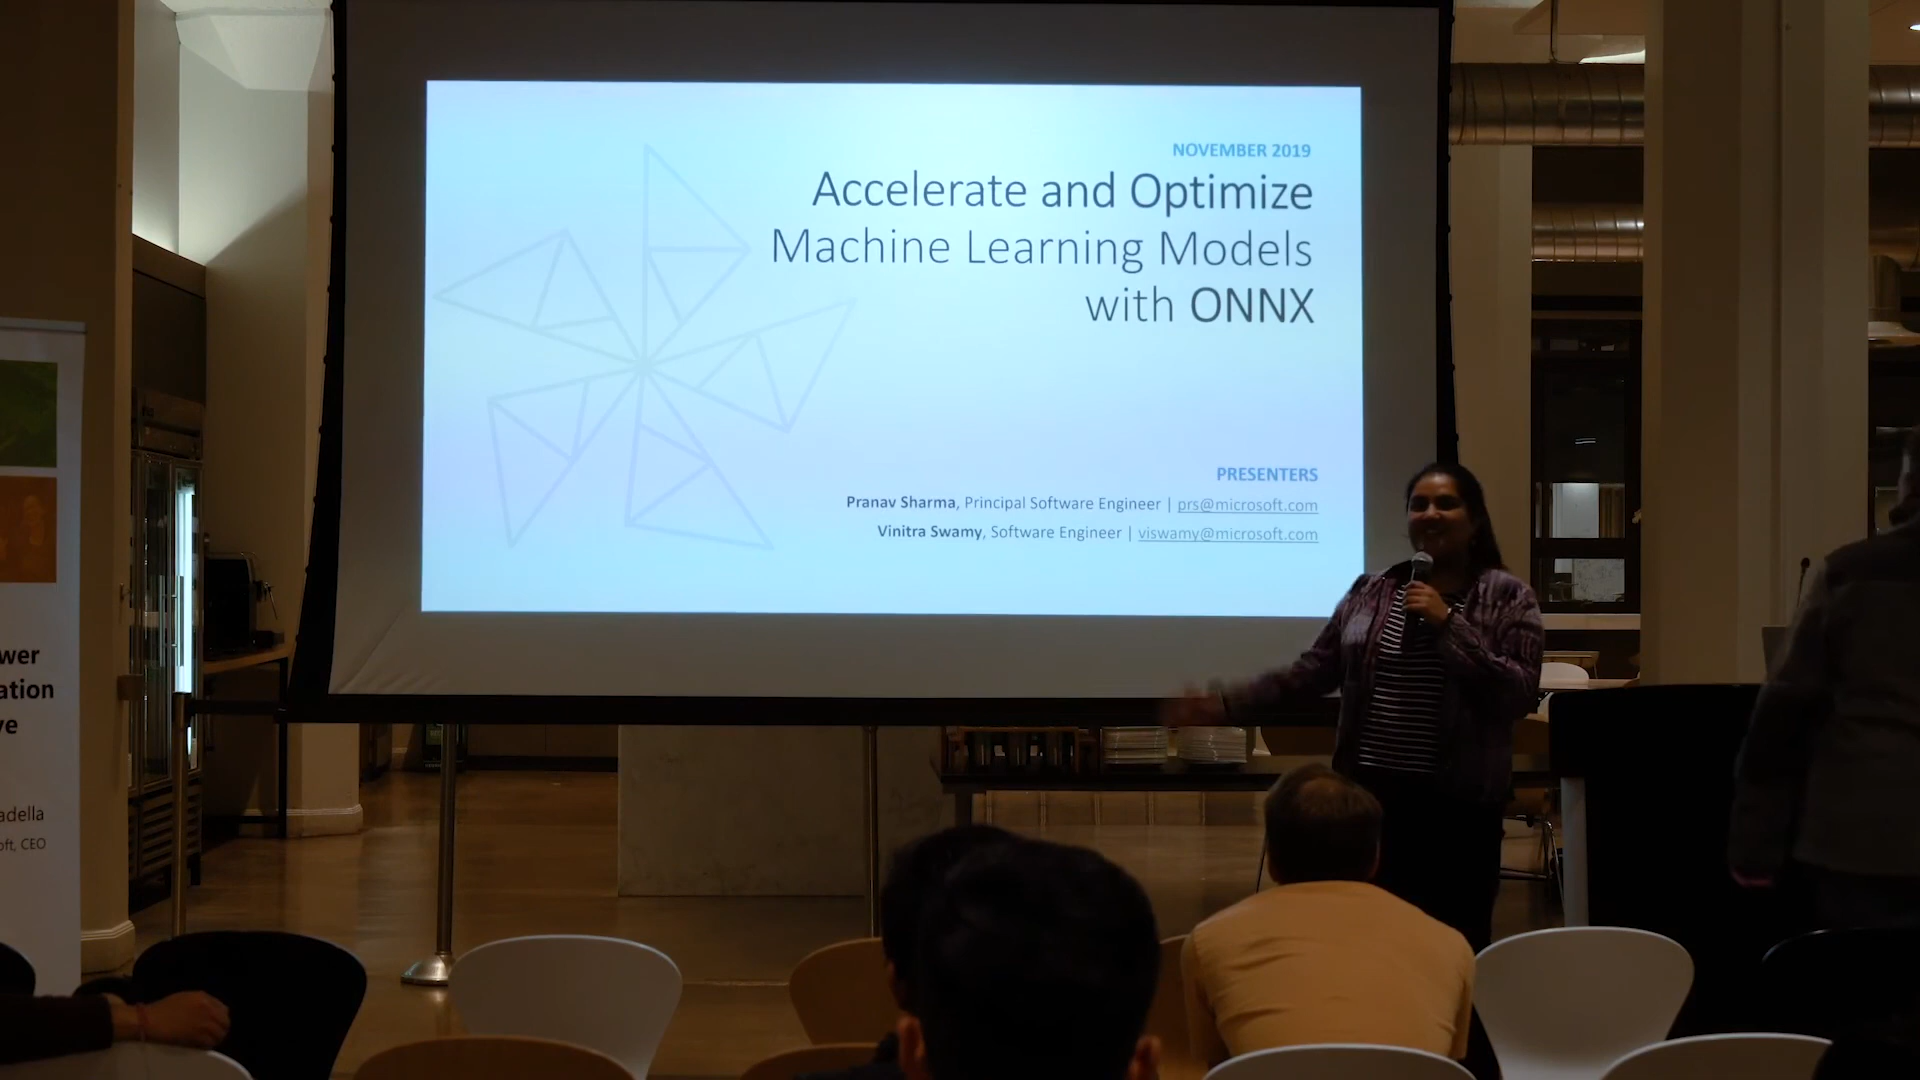 NOVEMBER 2019
Accelerate and Optimize
Machine Learning Models
with ONNX
PRESENTERS
Pranav Sharma, Principal Software Engineer | prs@microsoft.com
Vinitra Swamy, Software Engineer | viswamy@microsoft.com
wer
ation
ve
adella
oft, CEO